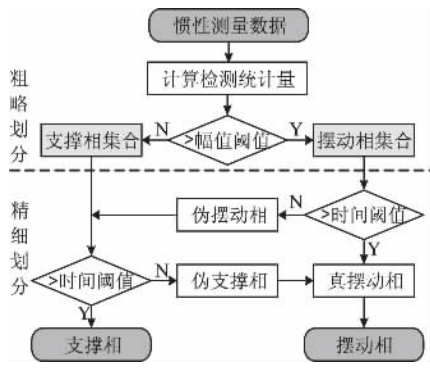 惯性测量数据
计算检测统计量
粗略划分
支撑相集合
N
>幅值阈值
Y
摆动相集合
精细划分
伪摆动相
N
>时间阈值
Y
>时间阈值
N
伪支撑相
真摆动相
Y
支撑相
摆动相